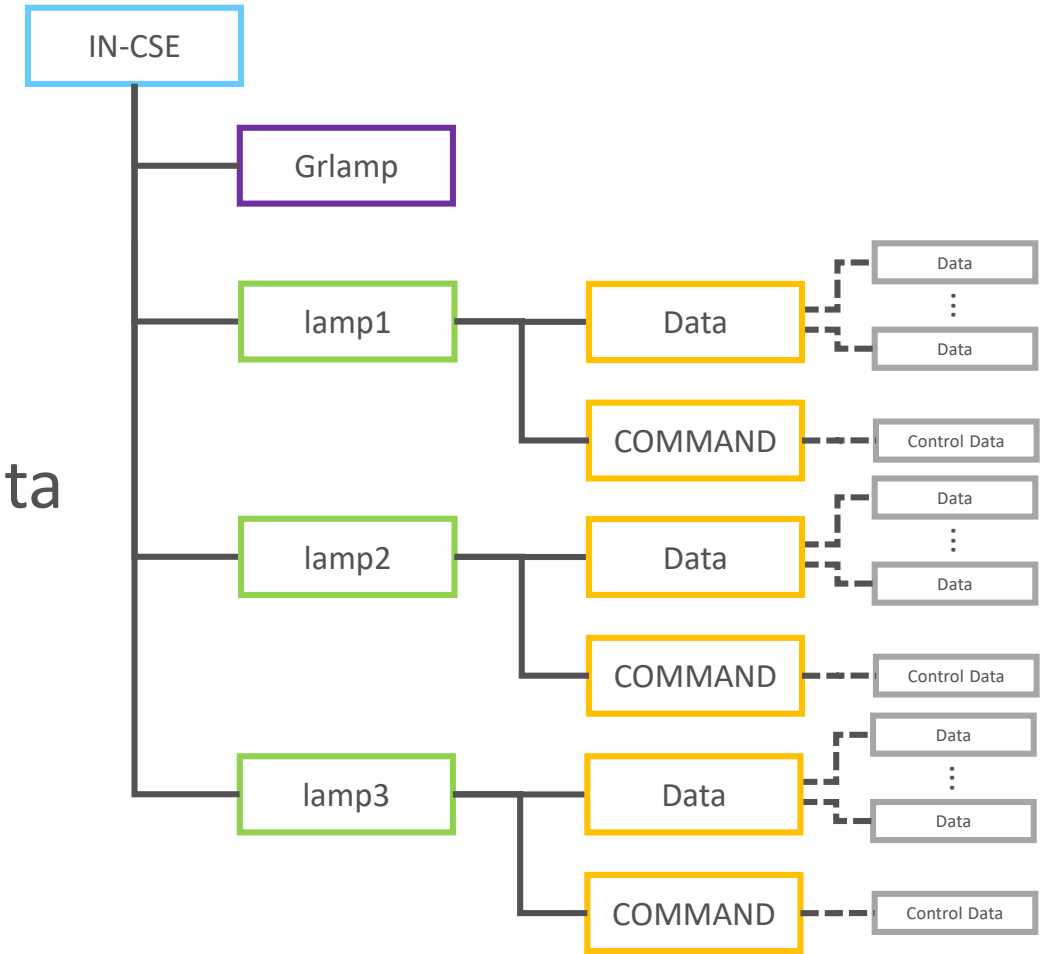 IN-CSE
Grlamp
lamp1
Data
Data
Data
COMMAND
Control Data
ta
lamp2
Data
Data
Data
COMMAND
Control Data
lamp3
Data
Data
Data
COMMAND
Control Data